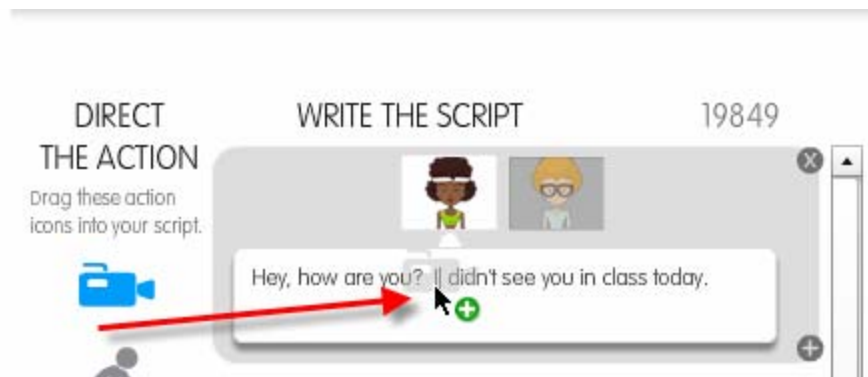 DIRECT
THE ACTION
Drag these action
icons into your script.
WRITE THE SCRIPT
19849
Hey, how are you? I didn't see you in class today.